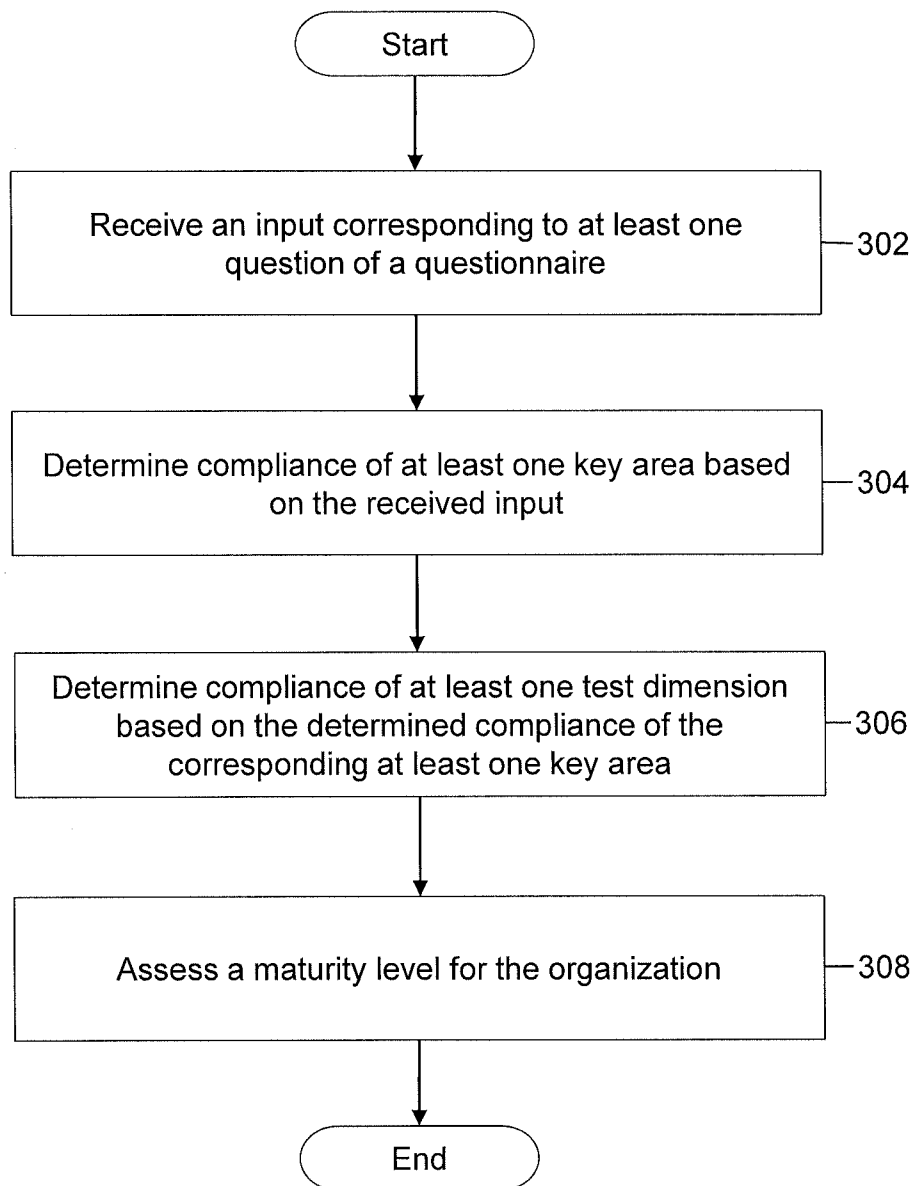 Start
Receive an input corresponding to at least one
question of a questionnaire
302
Determine compliance of at least one key area based
on the received input
304
Determine compliance of at least one test dimension
based on the determined compliance of the
corresponding at least one key area
306
Assess a maturity level for the organization
308
End